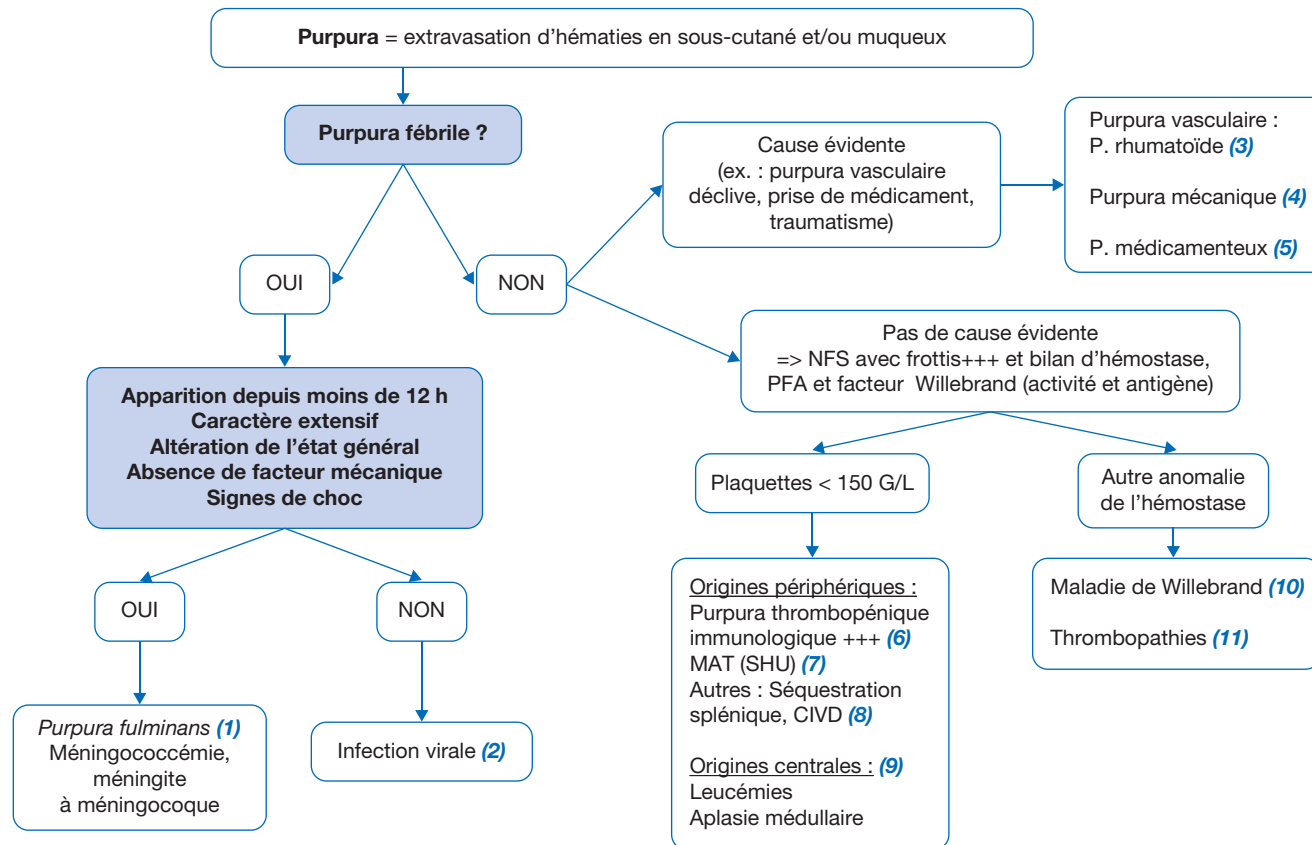 Purpura = extravasation d’hématies en sous-cutané et/ou muqueux
Purpura fébrile ?
Cause évidente
(ex. : purpura vasculaire
déclive, prise de médicament,
traumatisme)
Purpura vasculaire :
P. rhumatoïde (3)
Purpura mécanique (4)
P. médicamenteux (5)
OUI
NON
Pas de cause évidente
=> NFS avec frottis+++ et bilan d’hémostase,
PFA et facteur Willebrand (activité et antigène)
Apparition depuis moins de 12 h
Caractère extensif
Altération de l’état général
Absence de facteur mécanique
Signes de choc
Plaquettes < 150 G/L
Autre anomalie
de l’hémostase
OUI
NON
Origines périphériques :
Purpura thrombopénique
immunologique +++ (6)
MAT (SHU) (7)
Autres : Séquestration
splénique, CIVD (8)
Origines centrales : (9)
Leucémies
Aplasie médullaire
Maladie de Willebrand (10)
Thrombopathies (11)
Purpura fulminans (1)
Méningococcémie,
méningite
à méningocoque
Infection virale (2)